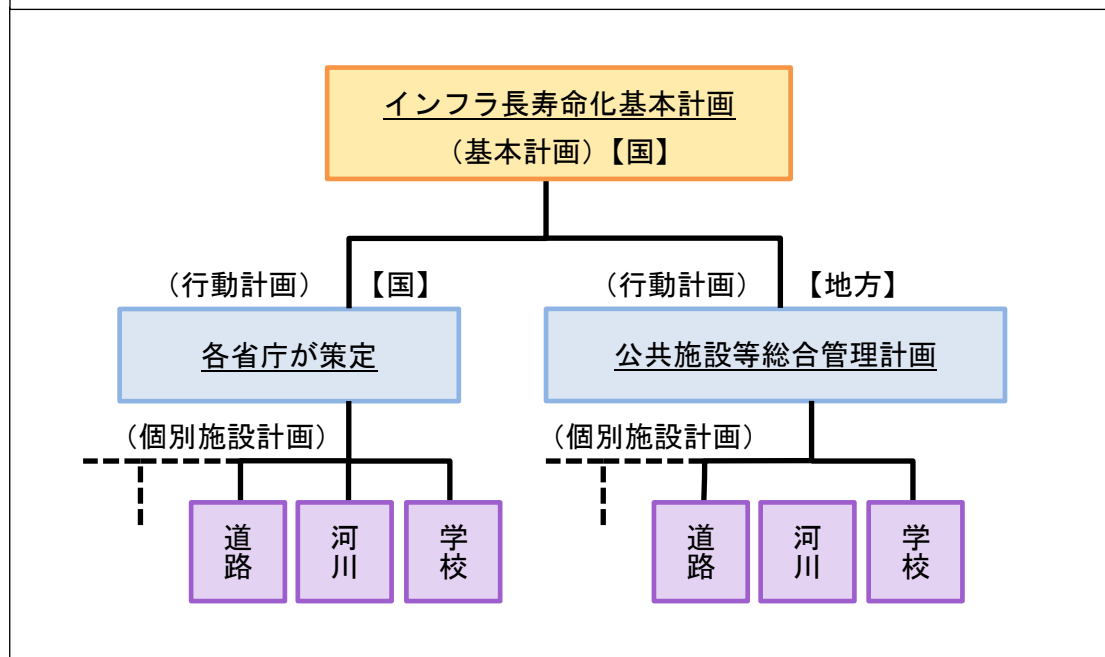 インフラ長寿命化基本計画
（基本計画）【国】
（行動計画）　【国】
（行動計画）　【地方】
各省庁が策定
公共施設等総合管理計画
（個別施設計画）
（個別施設計画）
道路
河川
学校
道路
河川
学校